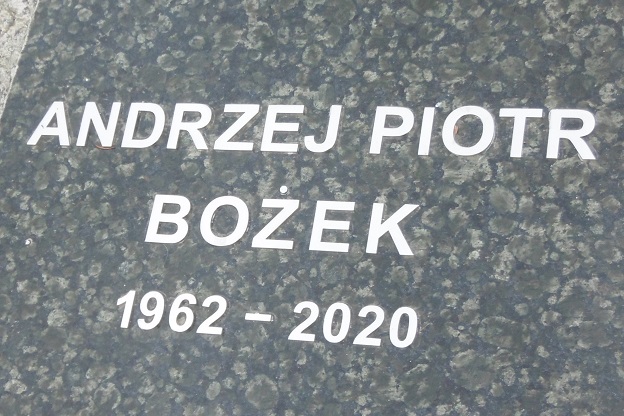 ANDRZEJ PIOTR
BOŻEK
1962 – 2020